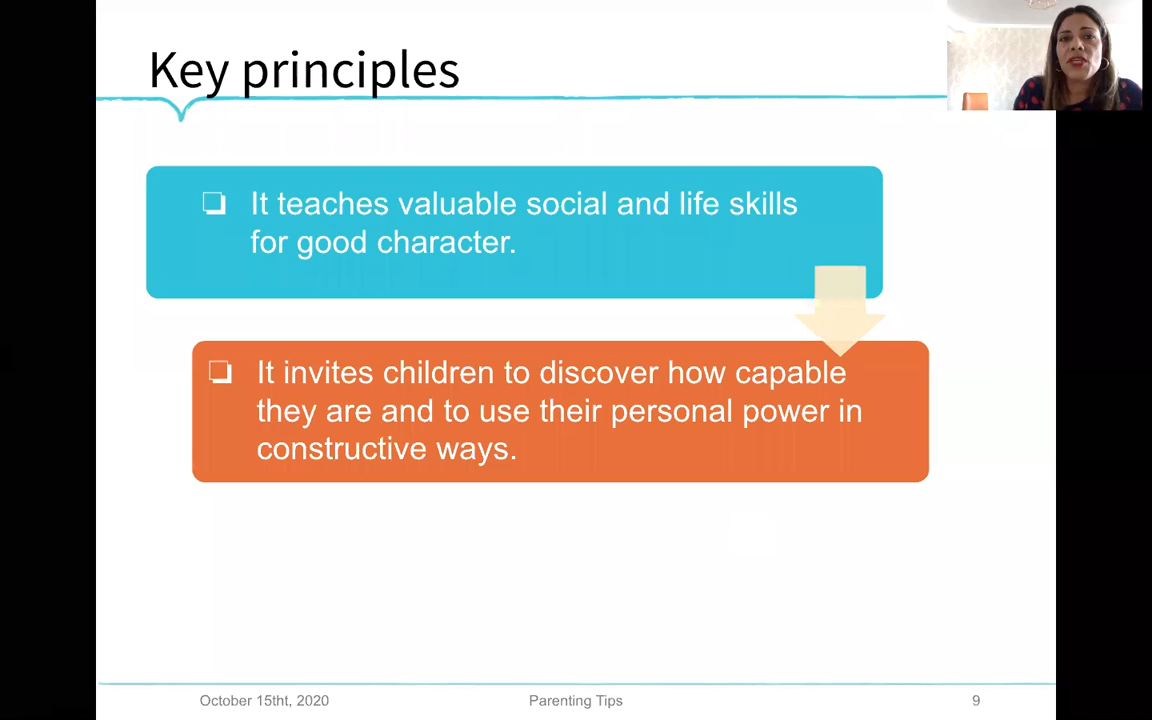 Key principles
❏ It teaches valuable social and life skills
for good character.
❏ It invites children to discover how capable
they are and to use their personal power in
constructive ways.
October 15tht, 2020 Parenting Tips 9